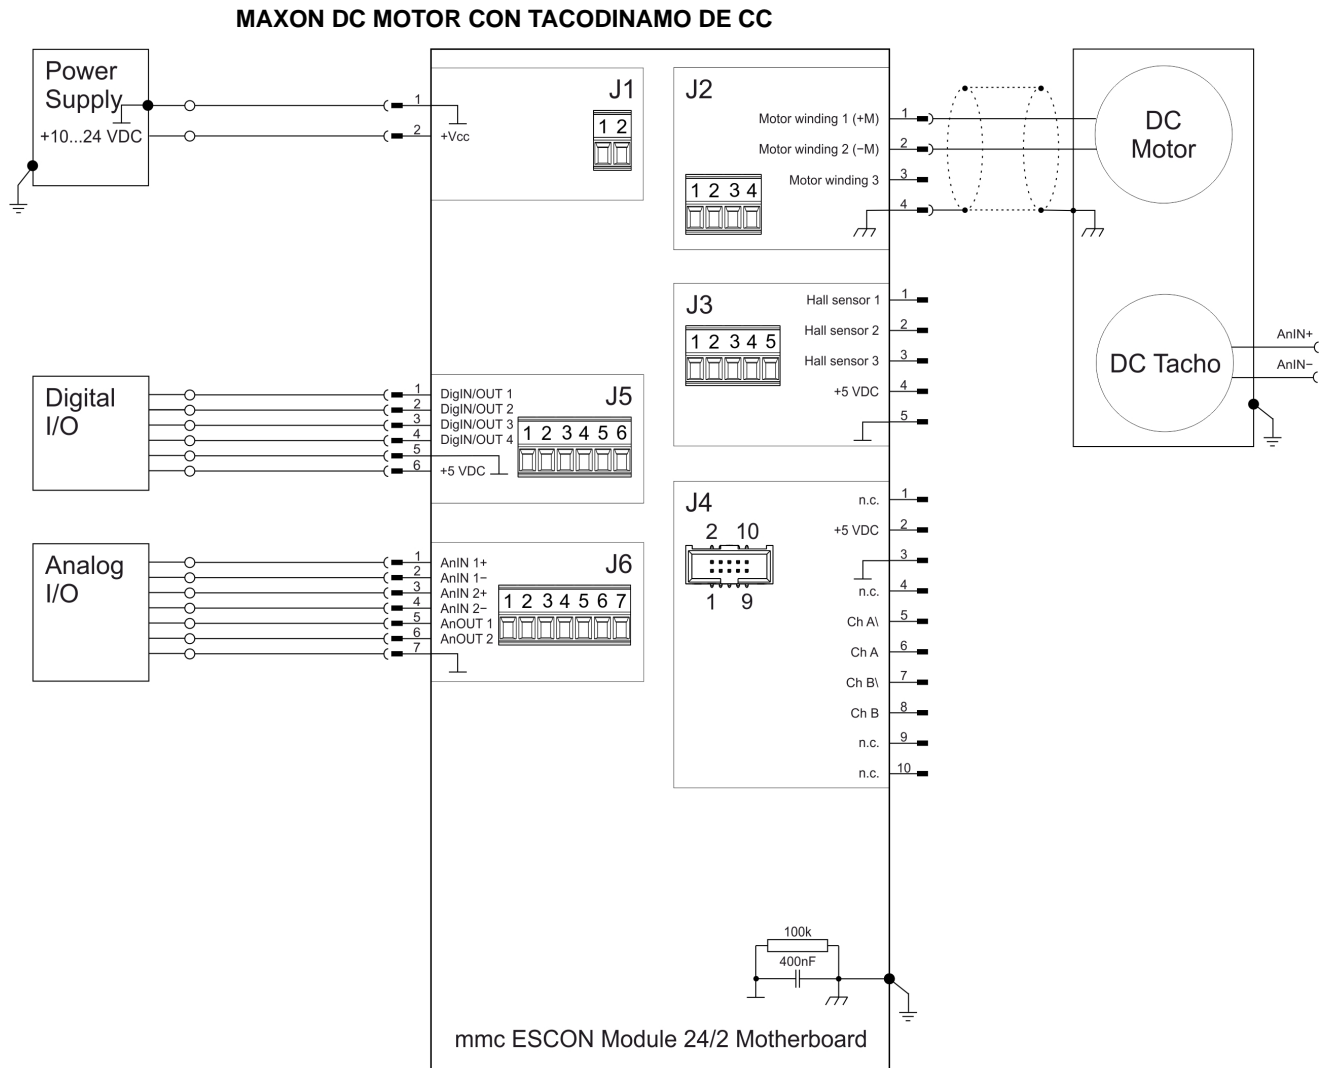 MAXON DC MOTOR CON TACODINAMO DE CC
Power
Supply
+10...24 VDC
1
2
+Vcc
J1
1 2
J2
Motor winding 1 (+M)
1
Motor winding 2 (−M)
2
Motor winding 3
3
4
1 2 3 4
DC
Motor
J3
1 2 3 4 5
Hall sensor 1
1
Hall sensor 2
2
Hall sensor 3
3
+5 VDC
4
5
DC Tacho
AnIN+
AnIN−
Digital
I/O
1
DigIN/OUT 1
2
DigIN/OUT 2
3
DigIN/OUT 3
4
DigIN/OUT 4
5
6
+5 VDC
J5
1 2 3 4 5 6
J4
2 10
1 9
n.c.
1
+5 VDC
2
3
n.c.
4
Ch A\
5
Ch A
6
Ch B\
7
Ch B
8
n.c.
9
n.c.
10
Analog
I/O
1
AnIN 1+
2
AnIN 1−
3
AnIN 2+
4
AnIN 2−
5
AnOUT 1
6
AnOUT 2
7
J6
1 2 3 4 5 6 7
100k
400nF
mmc ESCON Module 24/2 Motherboard